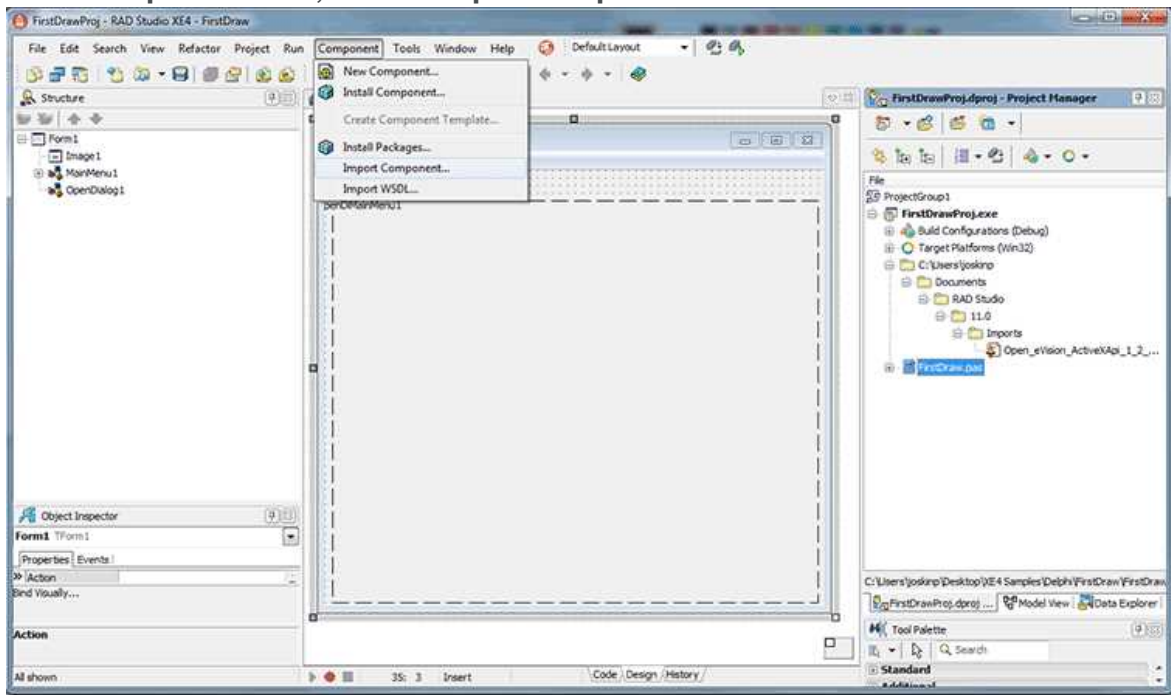 FirstDrawProj - RAD Studio XE4 - FirstDraw
File Edit Search View Refactor Project Run Component Tools Window Help Default Layout
New Component...
Install Component...
Create Component Template...
Install Packages...
Import Component...
Import WSDL...
Structure
Form1
Image1
MainMenu1
OpenDialog1
penDMainMenu1
Object Inspector
Form1 TForm1
Properties Events
Action
Bind Visually...
Action
All shown
35: 3 Insert
Code Design History
FirstDrawProj.dproj - Project Manager
File
ProjectGroup1
FirstDrawProj.exe
Build Configurations (Debug)
Target Platforms (Win32)
C:\Users\joskinp
Documents
RAD Studio
11.0
Imports
Open_eVision_ActiveXApi_1_2_...
FirstDraw.pas
C:\Users\joskinp\Desktop\XE4 Samples\Delphi\FirstDraw\FirstDraw
FirstDrawProj.dproj ... Model View Data Explorer
Tool Palette
Search
Standard
Additional